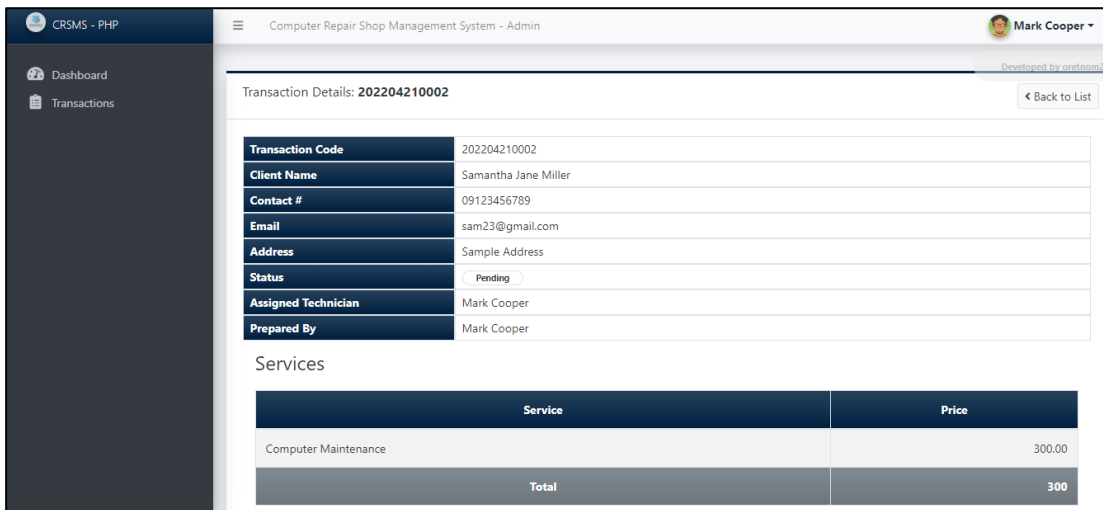 CRSMS - PHP
Computer Repair Shop Management System - Admin
Mark Cooper
Developed by oretnom2
Dashboard
Transactions
Transaction Details: 202204210002
Back to List
Transaction Code 202204210002
Client Name Samantha Jane Miller
Contact # 09123456789
Email sam23@gmail.com
Address Sample Address
Status Pending
Assigned Technician Mark Cooper
Prepared By Mark Cooper
Services
Service Price
Computer Maintenance 300.00
Total 300